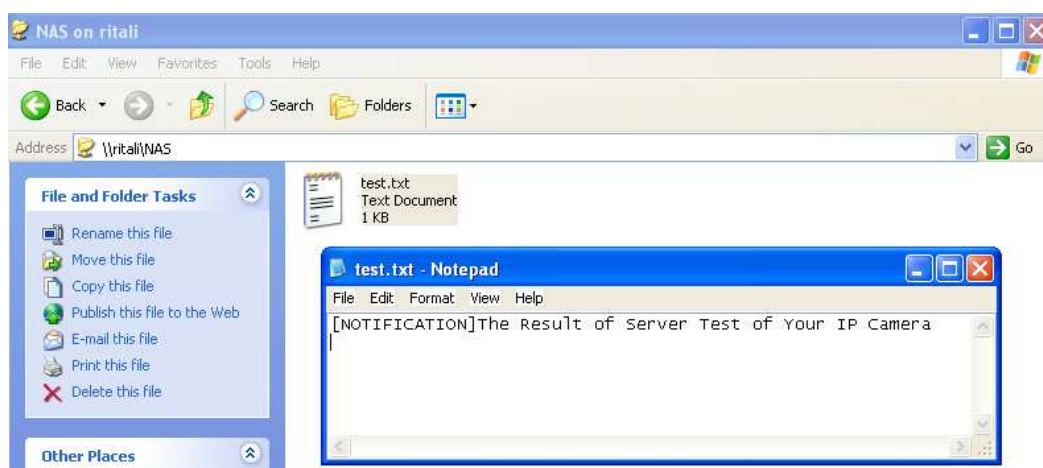 NAS on ritali
File Edit View Favorites Tools Help
Back Search Folders
Address \\ritali\NAS Go
File and Folder Tasks
Rename this file
Move this file
Copy this file
Publish this file to the Web
E-mail this file
Print this file
Delete this file
Other Places
test.txt
Text Document
1 KB
test.txt - Notepad
File Edit Format View Help
[NOTIFICATION]The Result of Server Test of Your IP Camera